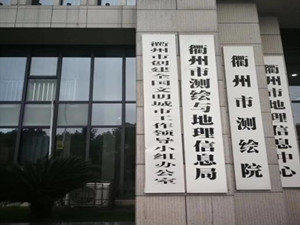 衢州市创建全国文明城市工作领导小组办公室
衢州市测绘与地理信息局
衢州市测绘院
衢州市地理信息中心